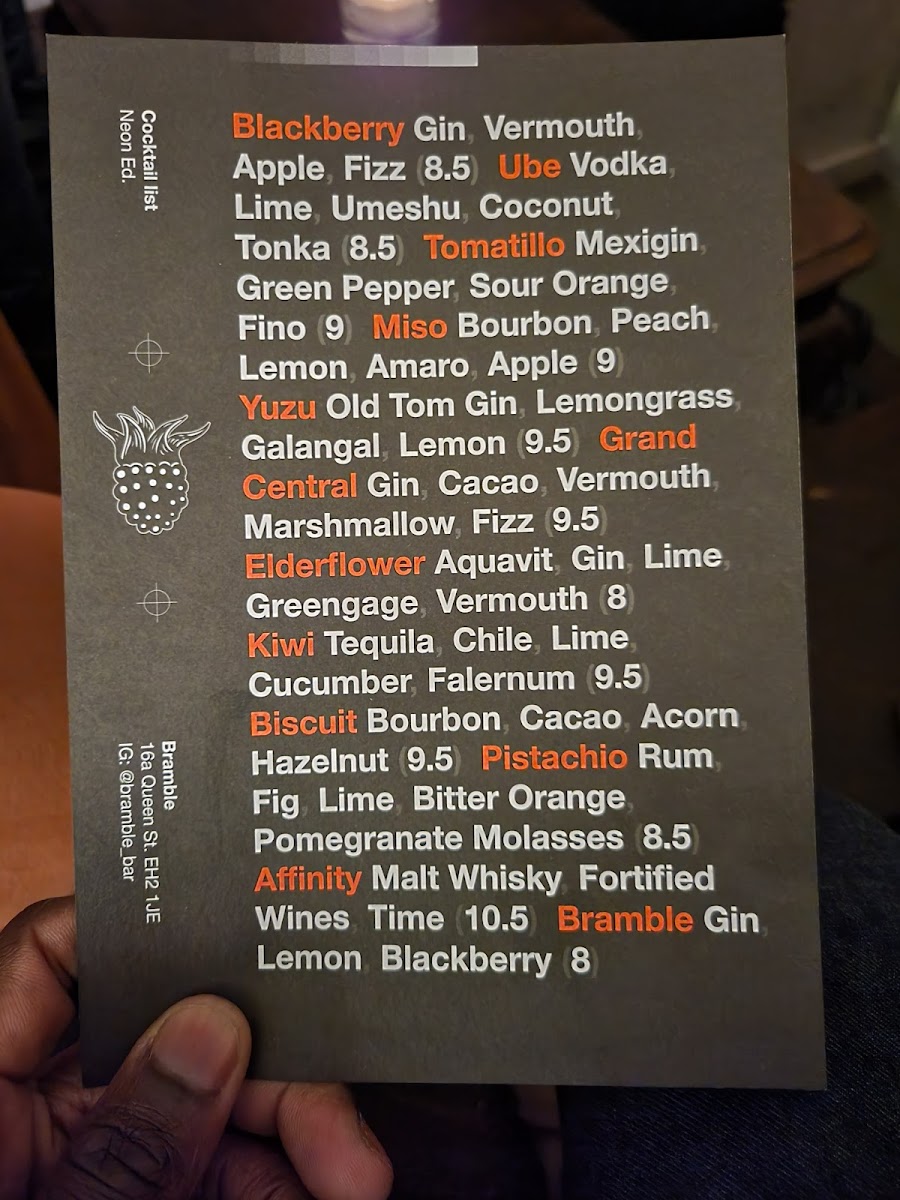 Cocktail list
Neon Ed.
Blackberry Gin, Vermouth,
Apple, Fizz (8.5) Ube Vodka,
Lime, Umeshu, Coconut,
Tonka (8.5) Tomatillo Mexigin,
Green Pepper, Sour Orange,
Fino (9) Miso Bourbon, Peach,
Lemon, Amaro, Apple (9)
Yuzu Old Tom Gin, Lemongrass,
Galangal, Lemon (9.5) Grand
Central Gin, Cacao, Vermouth,
Marshmallow, Fizz (9.5)
Elderflower Aquavit, Gin, Lime,
Greengage, Vermouth (8)
Kiwi Tequila, Chile, Lime,
Cucumber, Falernum (9.5)
Biscuit Bourbon, Cacao, Acorn,
Hazelnut (9.5) Pistachio Rum,
Fig, Lime, Bitter Orange,
Pomegranate Molasses (8.5)
Affinity Malt Whisky, Fortified
Wines, Time (10.5) Bramble Gin,
Lemon, Blackberry (8)
Bramble
16a Queen St. EH2 1JE
IG: @bramble_bar